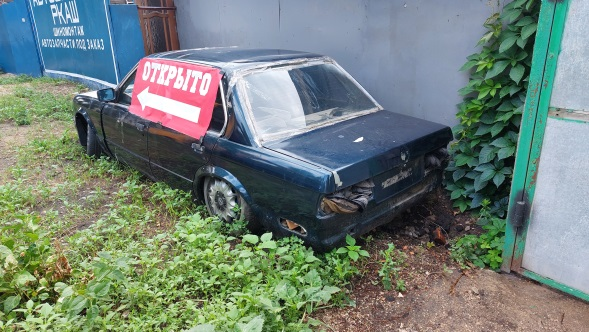 РКАШ
ШИНОМОНТАЖ
АВТОЗАПЧАСТИ ПОД ЗАКАЗ
ОТКРЫТО